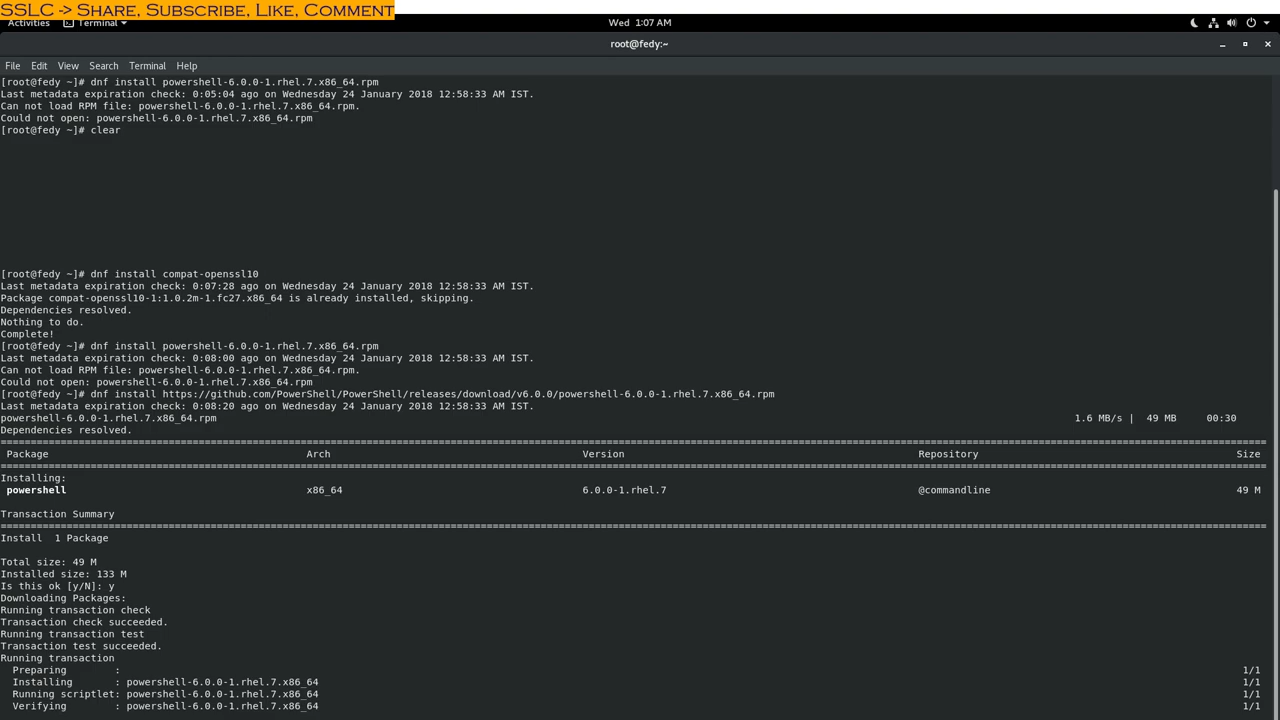 SSLC -> Share, Subscribe, Like, Comment
Activities Terminal Wed 1:07 AM
root@fedy:~
File Edit View Search Terminal Help
[root@fedy ~]# dnf install powershell-6.0.0-1.rhel.7.x86_64.rpm
Last metadata expiration check: 0:05:04 ago on Wednesday 24 January 2018 12:58:33 AM IST.
Can not load RPM file: powershell-6.0.0-1.rhel.7.x86_64.rpm.
Could not open: powershell-6.0.0-1.rhel.7.x86_64.rpm
[root@fedy ~]# clear
[root@fedy ~]# dnf install compat-openssl10
Last metadata expiration check: 0:07:28 ago on Wednesday 24 January 2018 12:58:33 AM IST.
Package compat-openssl10-1:1.0.2m-1.fc27.x86_64 is already installed, skipping.
Dependencies resolved.
Nothing to do.
Complete!
[root@fedy ~]# dnf install powershell-6.0.0-1.rhel.7.x86_64.rpm
Last metadata expiration check: 0:08:00 ago on Wednesday 24 January 2018 12:58:33 AM IST.
Can not load RPM file: powershell-6.0.0-1.rhel.7.x86_64.rpm.
Could not open: powershell-6.0.0-1.rhel.7.x86_64.rpm
[root@fedy ~]# dnf install https://github.com/PowerShell/PowerShell/releases/download/v6.0.0/powershell-6.0.0-1.rhel.7.x86_64.rpm
Last metadata expiration check: 0:08:20 ago on Wednesday 24 January 2018 12:58:33 AM IST.
powershell-6.0.0-1.rhel.7.x86_64.rpm 1.6 MB/s | 49 MB 00:30
Dependencies resolved.
================================================================================
Package Arch Version Repository Size
================================================================================
Installing:
powershell x86_64 6.0.0-1.rhel.7 @commandline 49 M
Transaction Summary
================================================================================
Install 1 Package
Total size: 49 M
Installed size: 133 M
Is this ok [y/N]: y
Downloading Packages:
Running transaction check
Transaction check succeeded.
Running transaction test
Transaction test succeeded.
Running transaction
Preparing : 1/1
Installing : powershell-6.0.0-1.rhel.7.x86_64 1/1
Running scriptlet: powershell-6.0.0-1.rhel.7.x86_64 1/1
Verifying : powershell-6.0.0-1.rhel.7.x86_64 1/1